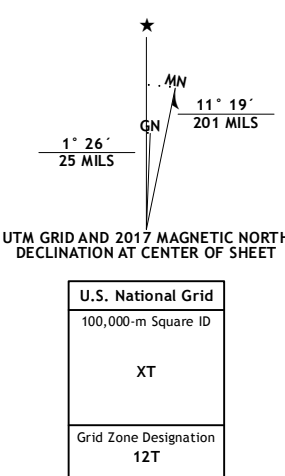 ★
MN
11° 19´
201 MILS
GN
1° 26´
25 MILS
UTM GRID AND 2017 MAGNETIC NORTH
DECLINATION AT CENTER OF SHEET
U.S. National Grid
100,000-m Square ID
XT
Grid Zone Designation
12T